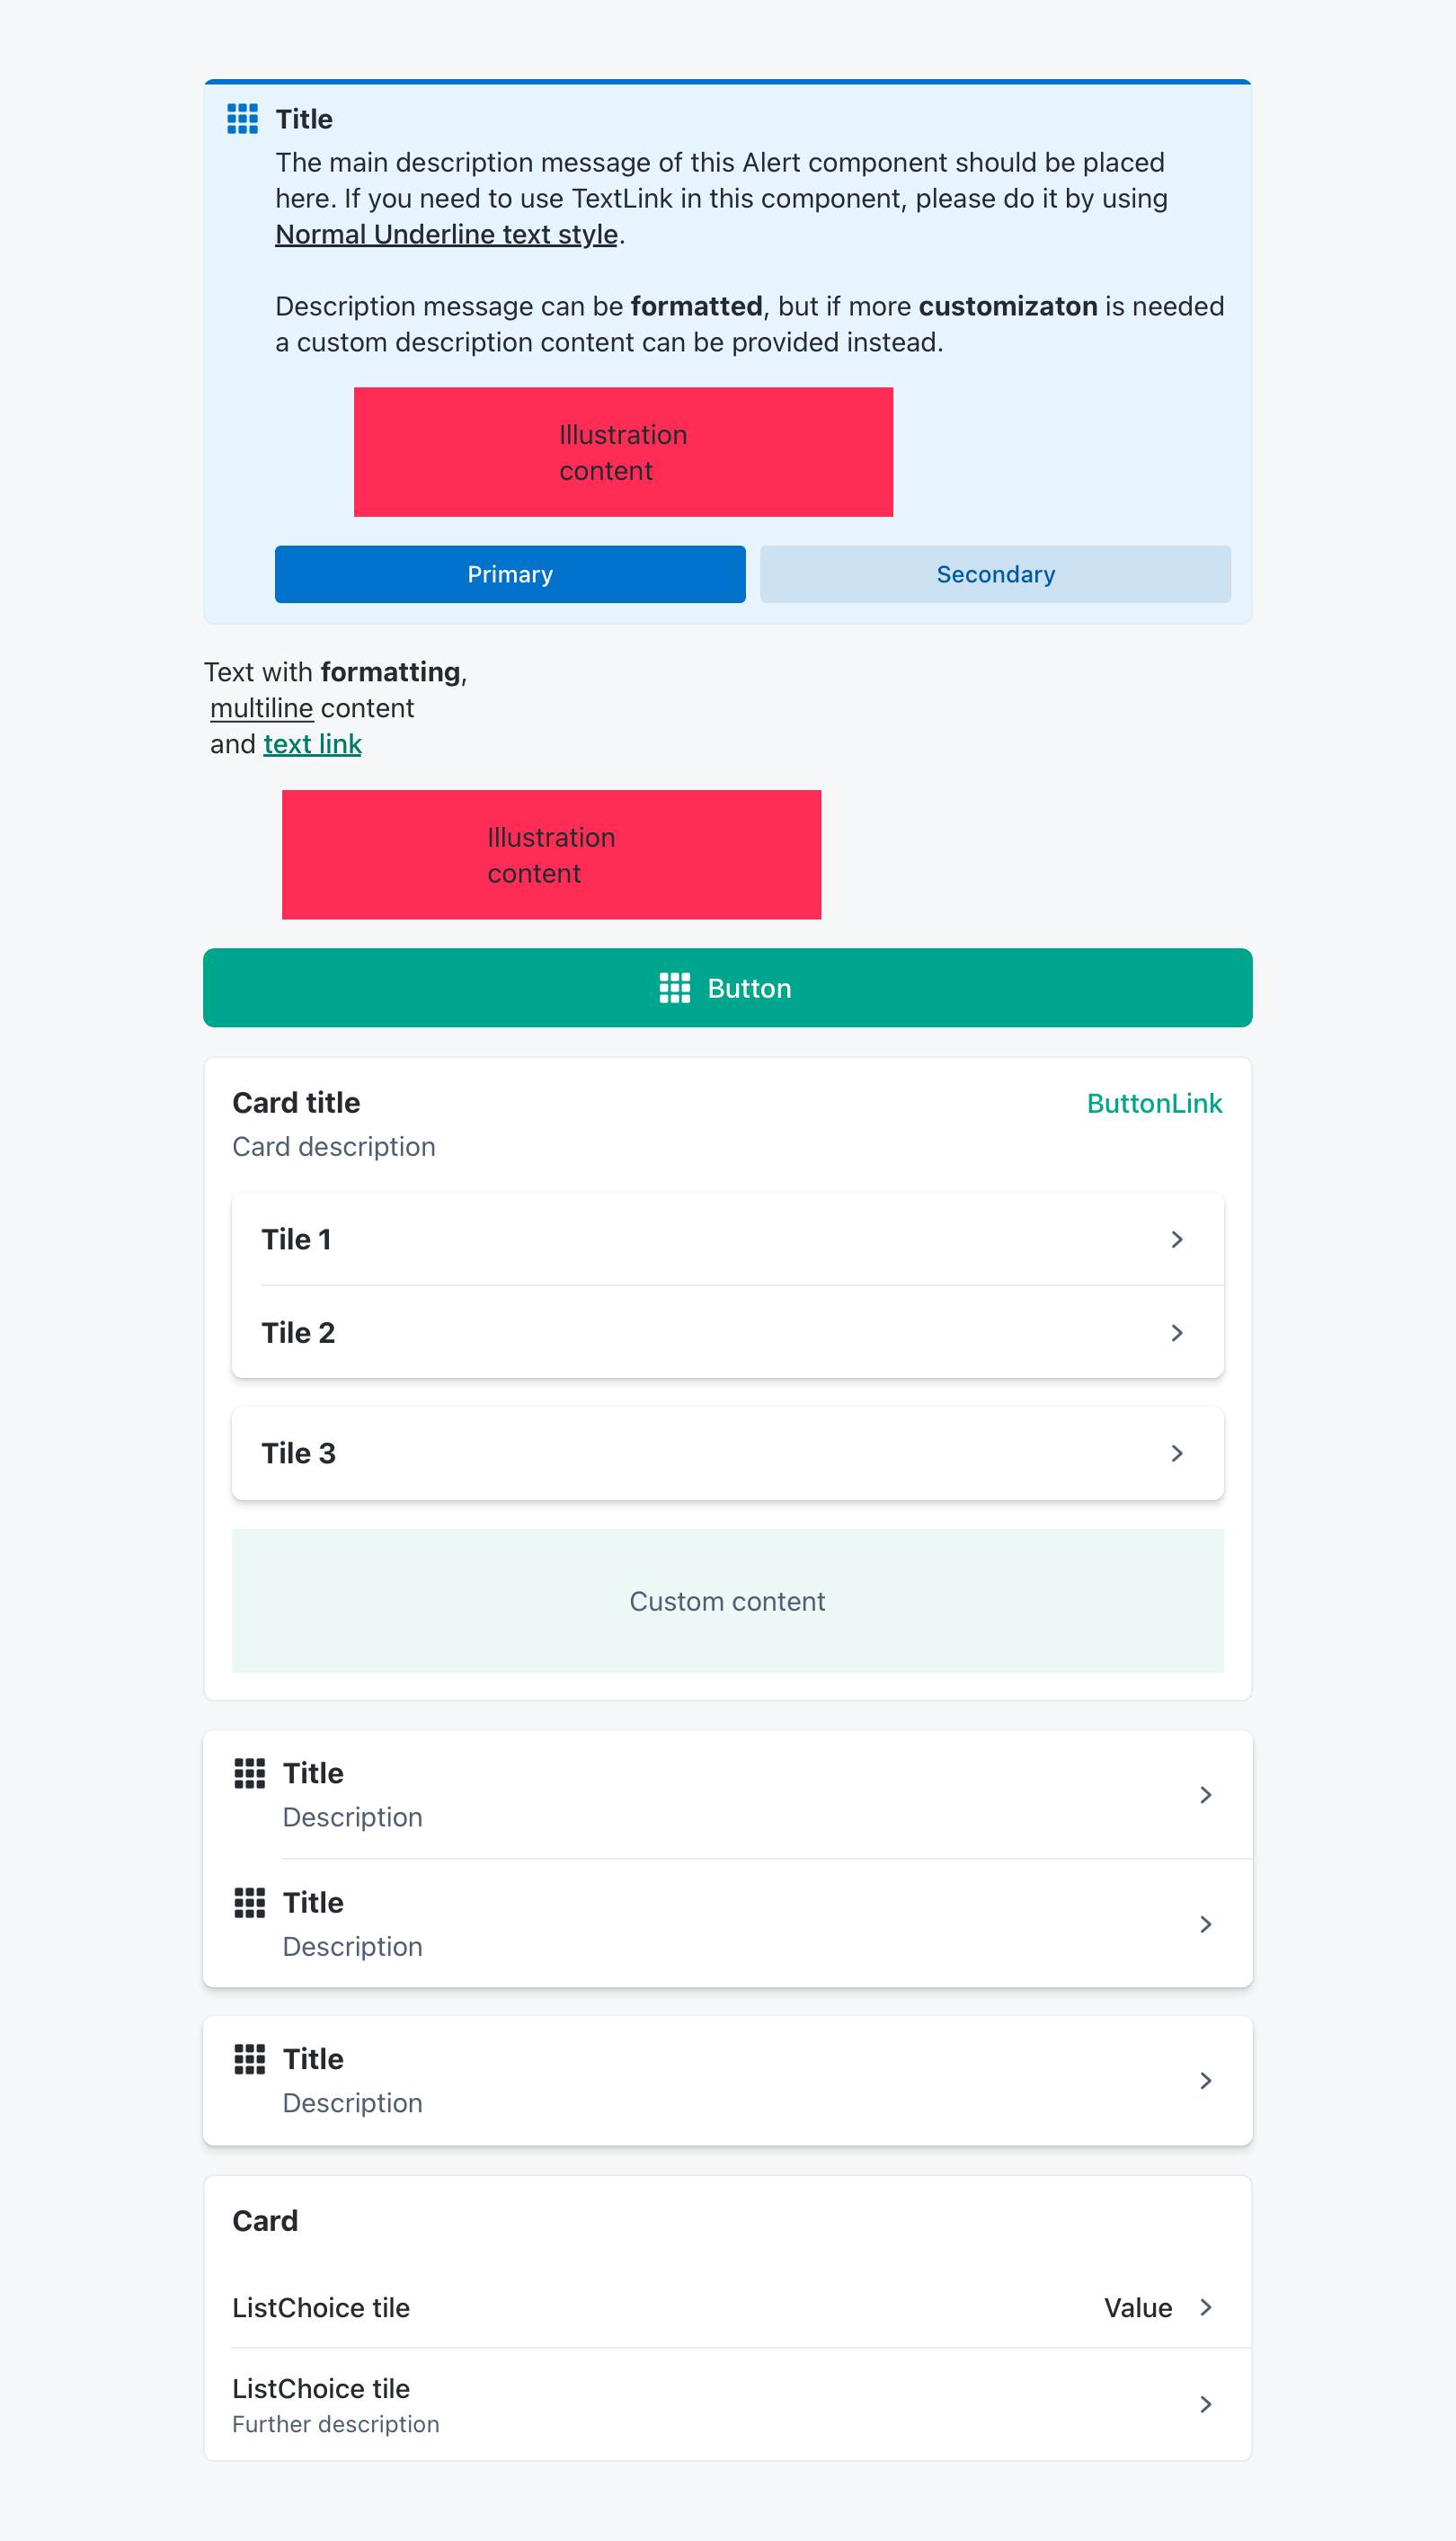 Title
The main description message of this Alert component should be placed
here. If you need to use TextLink in this component, please do it by using
Normal Underline text style.
Description message can be formatted, but if more customizaton is needed
a custom description content can be provided instead.
Illustration
content
Primary
Secondary
Text with formatting,
multiline content
and text link
Illustration
content
Button
Card title
ButtonLink
Card description
Tile 1
Tile 2
Tile 3
Custom content
Title
Description
Title
Description
Title
Description
Card
ListChoice tile
Value
ListChoice tile
Further description